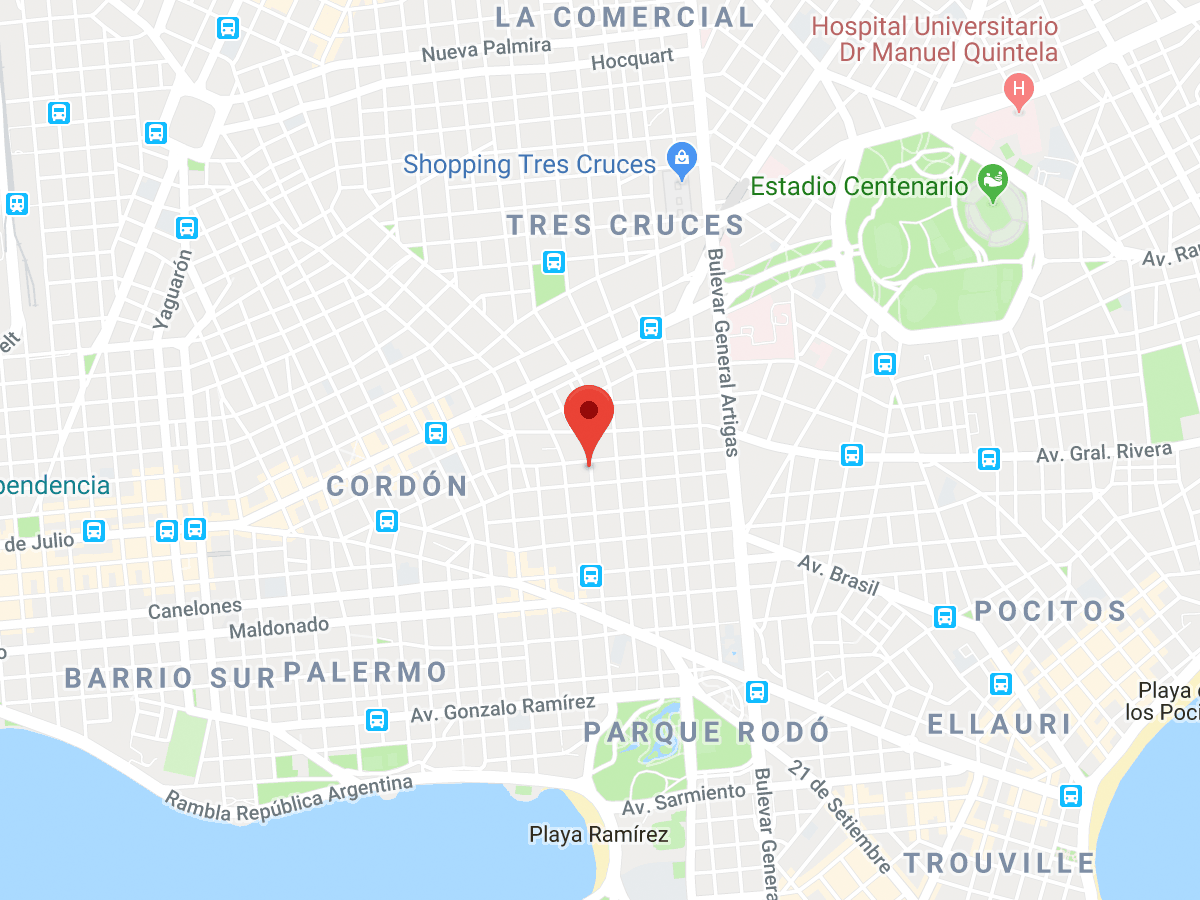 LA COMERCIAL
Hospital Universitario
Dr Manuel Quintela
Nueva Palmira
Hocquart
H
Shopping Tres Cruces
Estadio Centenario
TRES CRUCES
Yaguarón
Bulevar General Artigas
Av. Ra
elt
Av. Gral. Rivera
CORDÓN
pendencia
de Julio
Av. Brasil
Canelones
Maldonado
POCITOS
BARRIO SUR
PALERMO
Av. Gonzalo Ramírez
PARQUE RODÓ
ELLAURI
Playa
los Poci
Rambla República Argentina
Av. Sarmiento
21 de Setiembre
Bulevar Genera
Playa Ramírez
TROUVILLE